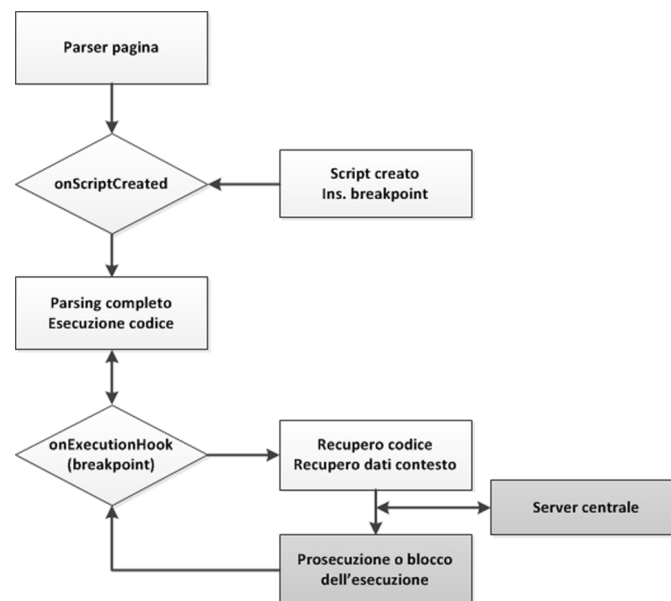 Parser pagina
onScriptCreated
Script creato
Ins. breakpoint
Parsing completo
Esecuzione codice
onExecutionHook
(breakpoint)
Recupero codice
Recupero dati contesto
Server centrale
Prosecuzione o blocco
dell'esecuzione